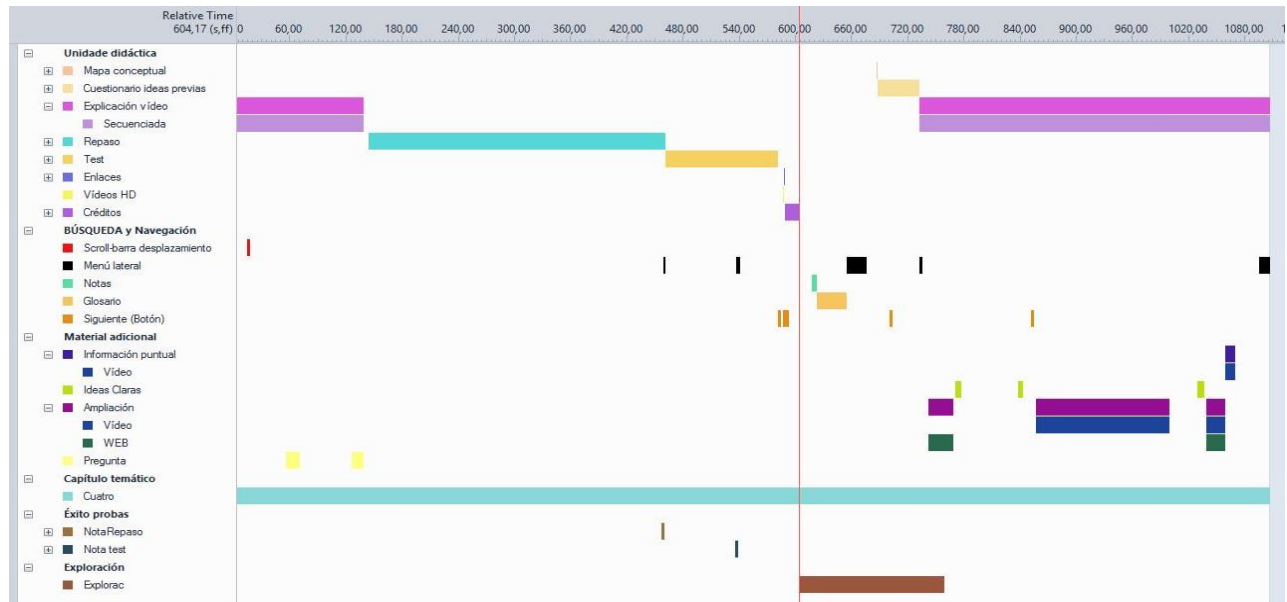 Relative Time
604,17 (s,ff) 0 60,00 120,00 180,00 240,00 300,00 360,00 420,00 480,00 540,00 600,00 660,00 720,00 780,00 840,00 900,00 960,00 1020,00 1080,00
Unidade didáctica
Mapa conceptual
Cuestionario ideas previas
Explicación vídeo
Secuenciada
Repaso
Test
Enlaces
Vídeos HD
Créditos
BÚSQUEDA y Navegación
Scroll-barra desplazamiento
Menú lateral
Notas
Glosario
Siguiente (Botón)
Material adicional
Información puntual
Vídeo
Ideas Claras
Ampliación
Vídeo
WEB
Pregunta
Capítulo temático
Cuatro
Éxito probas
NotaRepaso
Nota test
Exploración
Explorac